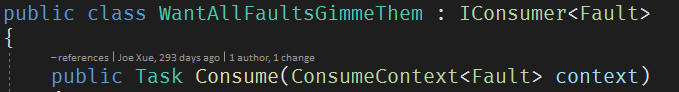 public class WantAllFaultsGimmeThem : IConsumer<Fault>
{
– references | Joe Xue, 293 days ago | 1 author, 1 change
public Task Consume(ConsumeContext<Fault> context)